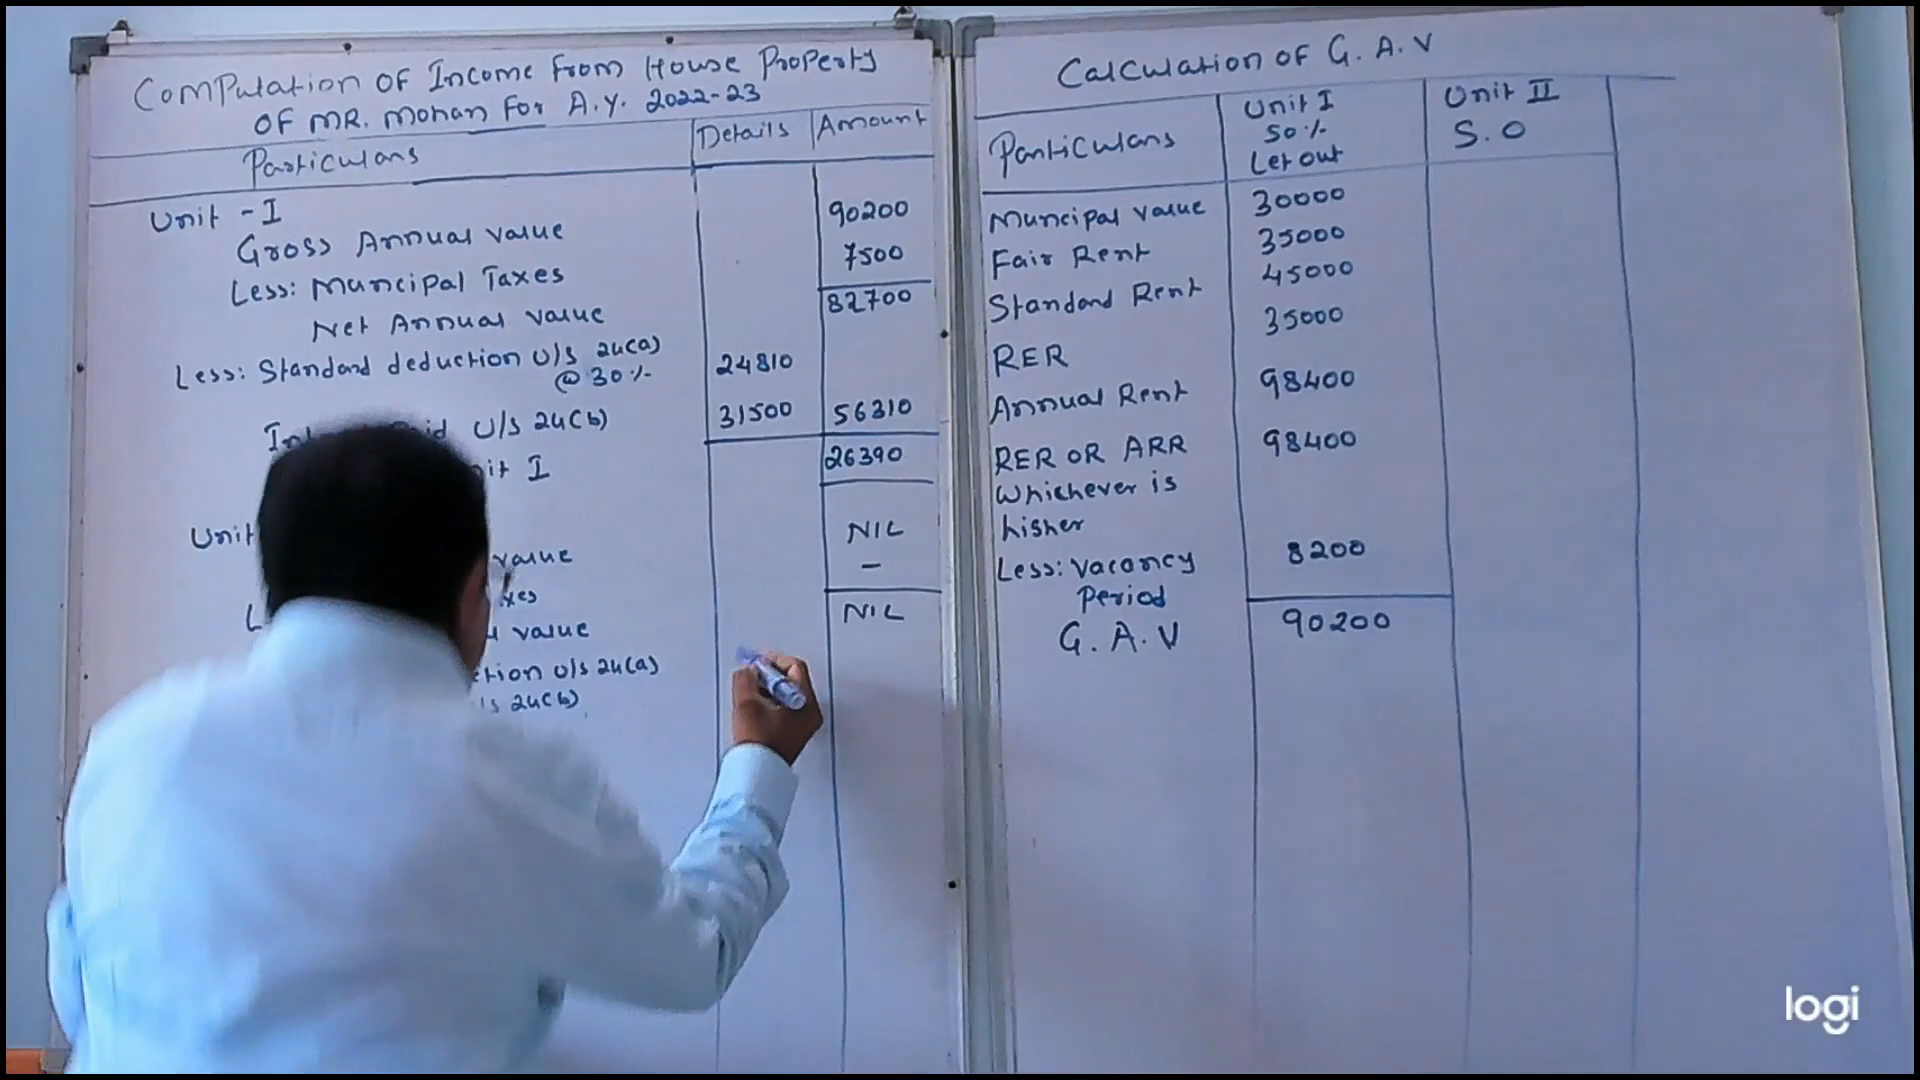 Computation of Income from House Property
of MR. Mohan For A.Y. 2022-23
Particulars Details Amount
Unit - I
Gross Annual value 90200
Less: Muncipal Taxes 7500
Net Annual value 82700
Less: Standard deduction U/s 24(a) 24810
@ 30%
U/s 24(b) 31500 56310
I 26390
Unit
value NIL
-
value NIL
U/s 24(a)
24(b)
Calculation of G.A.V
Particulars Unit I Unit II
50% S.O
Let out
Muncipal value 30000
Fair Rent 35000
Standard Rent 45000
RER 35000
Annual Rent 98400
RER OR ARR 98400
Whichever is
higher
Less: Vacancy 8200
Period
G.A.V 90200
logi